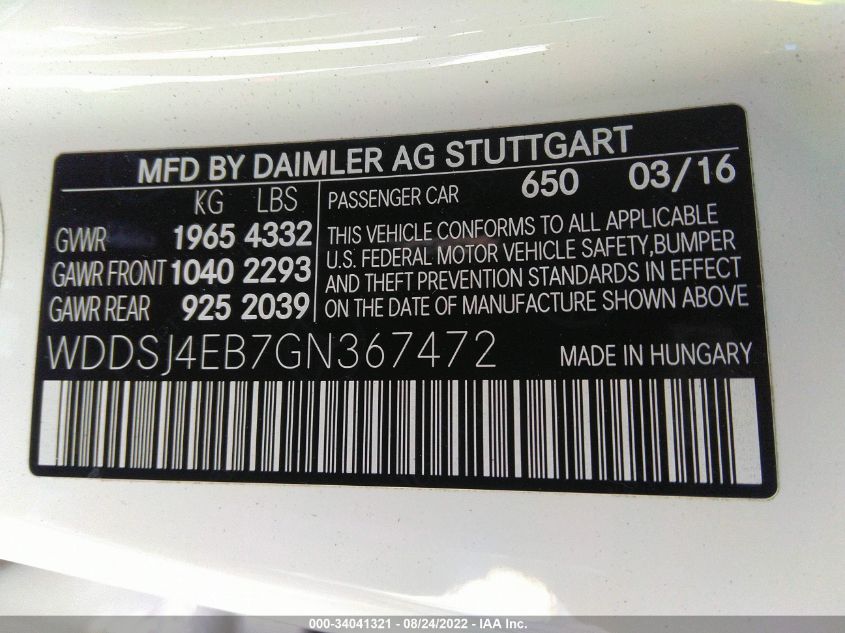 MFD BY DAIMLER AG STUTTGART
KG LBS
GVWR 1965 4332
GAWR FRONT 1040 2293
GAWR REAR 925 2039
PASSENGER CAR 650 03/16
THIS VEHICLE CONFORMS TO ALL APPLICABLE
U.S. FEDERAL MOTOR VEHICLE SAFETY,BUMPER
AND THEFT PREVENTION STANDARDS IN EFFECT
ON THE DATE OF MANUFACTURE SHOWN ABOVE
WDDSJ4EB7GN367472 MADE IN HUNGARY
000-34041321 - 08/24/2022 - IAA Inc.